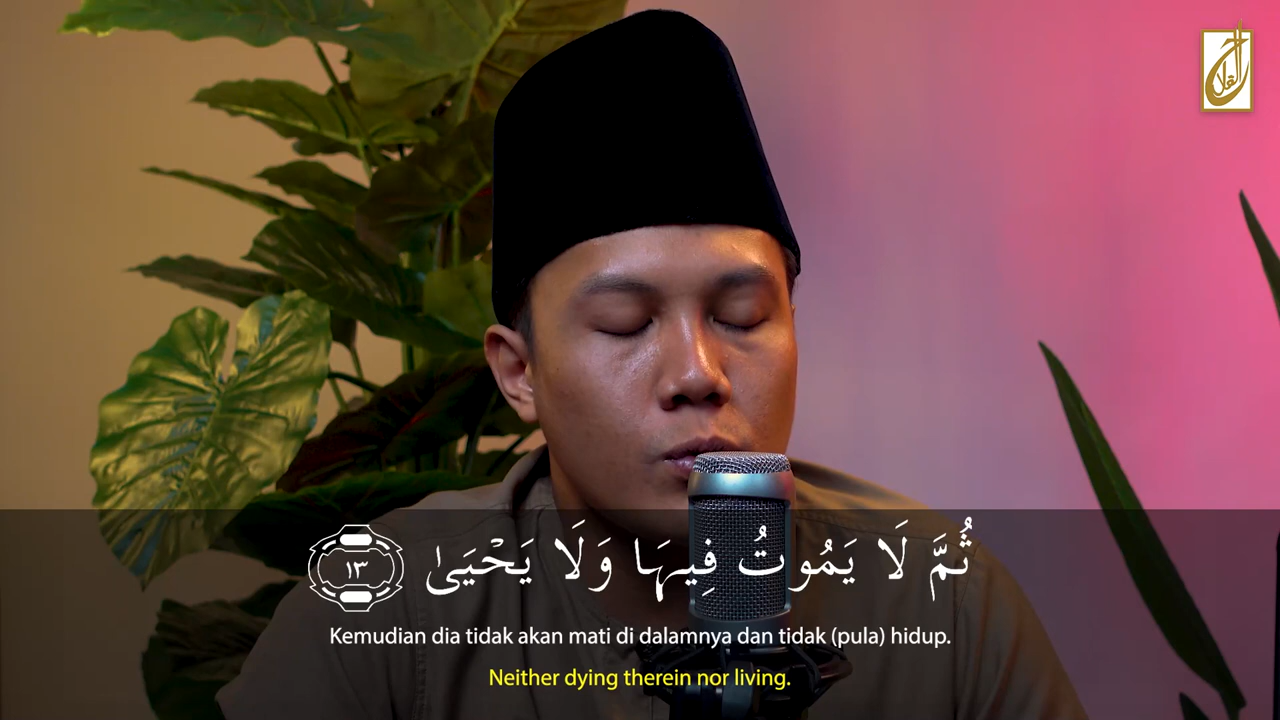 الفلاح
ثُمَّ لَا يَمُوتُ فِيهَا وَلَا يَحْيَىٰ ١٣
Kemudian dia tidak akan mati di dalamnya dan tidak (pula) hidup.
Neither dying therein nor living.